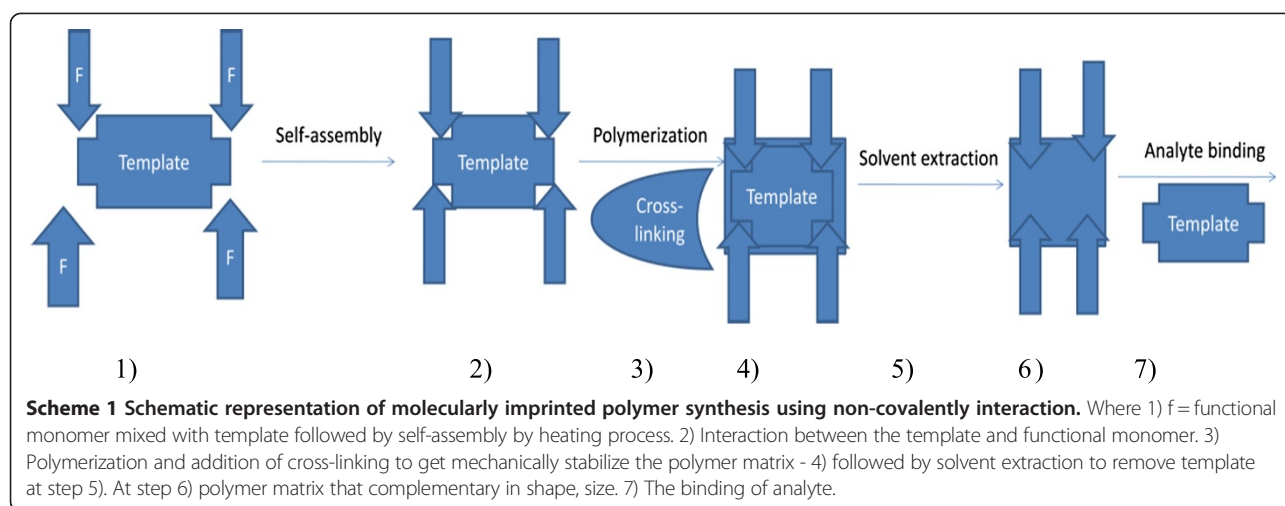 F
F
Self-assembly
Template
F
F
Template
Polymerization
Cross-
linking
Template
Solvent extraction
Analyte binding
Template
1)
2)
3)
4)
5)
6)
7)
Scheme 1 Schematic representation of molecularly imprinted polymer synthesis using non-covalently interaction. Where 1) f = functional
monomer mixed with template followed by self-assembly by heating process. 2) Interaction between the template and functional monomer. 3)
Polymerization and addition of cross-linking to get mechanically stabilize the polymer matrix - 4) followed by solvent extraction to remove template
at step 5). At step 6) polymer matrix that complementary in shape, size. 7) The binding of analyte.